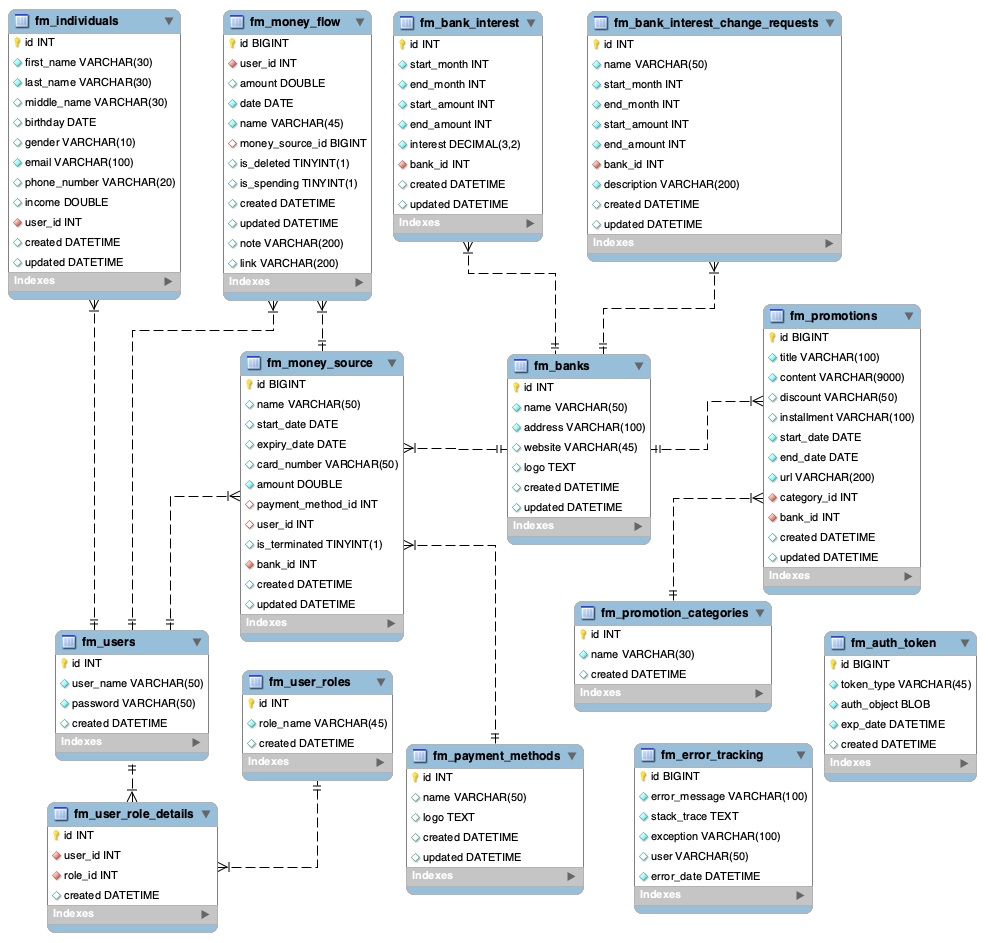 fm_individuals
id INT
first_name VARCHAR(30)
last_name VARCHAR(30)
middle_name VARCHAR(30)
birthday DATE
gender VARCHAR(10)
email VARCHAR(100)
phone_number VARCHAR(20)
income DOUBLE
user_id INT
created DATETIME
updated DATETIME
Indexes
fm_money_flow
id BIGINT
user_id INT
amount DOUBLE
date DATE
name VARCHAR(45)
money_source_id BIGINT
is_deleted TINYINT(1)
is_spending TINYINT(1)
created DATETIME
updated DATETIME
note VARCHAR(200)
link VARCHAR(200)
Indexes
fm_bank_interest
id INT
start_month INT
end_month INT
start_amount INT
end_amount INT
interest DECIMAL(3,2)
bank_id INT
created DATETIME
updated DATETIME
Indexes
fm_bank_interest_change_requests
id INT
name VARCHAR(50)
start_month INT
end_month INT
start_amount INT
end_amount INT
bank_id INT
description VARCHAR(200)
created DATETIME
updated DATETIME
Indexes
fm_money_source
id BIGINT
name VARCHAR(50)
start_date DATE
expiry_date DATE
card_number VARCHAR(50)
amount DOUBLE
payment_method_id INT
user_id INT
is_terminated TINYINT(1)
bank_id INT
created DATETIME
updated DATETIME
Indexes
fm_banks
id INT
name VARCHAR(50)
address VARCHAR(100)
website VARCHAR(45)
logo TEXT
created DATETIME
updated DATETIME
Indexes
fm_promotions
id BIGINT
title VARCHAR(100)
content VARCHAR(9000)
discount VARCHAR(50)
installment VARCHAR(100)
start_date DATE
end_date DATE
url VARCHAR(200)
category_id INT
bank_id INT
created DATETIME
updated DATETIME
Indexes
fm_users
id INT
user_name VARCHAR(50)
password VARCHAR(50)
created DATETIME
Indexes
fm_user_roles
id INT
role_name VARCHAR(45)
created DATETIME
Indexes
fm_promotion_categories
id INT
name VARCHAR(30)
created DATETIME
Indexes
fm_auth_token
id BIGINT
token_type VARCHAR(45)
auth_object BLOB
exp_date DATETIME
created DATETIME
Indexes
fm_user_role_details
id INT
user_id INT
role_id INT
created DATETIME
Indexes
fm_payment_methods
id INT
name VARCHAR(50)
logo TEXT
created DATETIME
updated DATETIME
Indexes
fm_error_tracking
id BIGINT
error_message VARCHAR(100)
stack_trace TEXT
exception VARCHAR(100)
user VARCHAR(50)
error_date DATETIME
Indexes